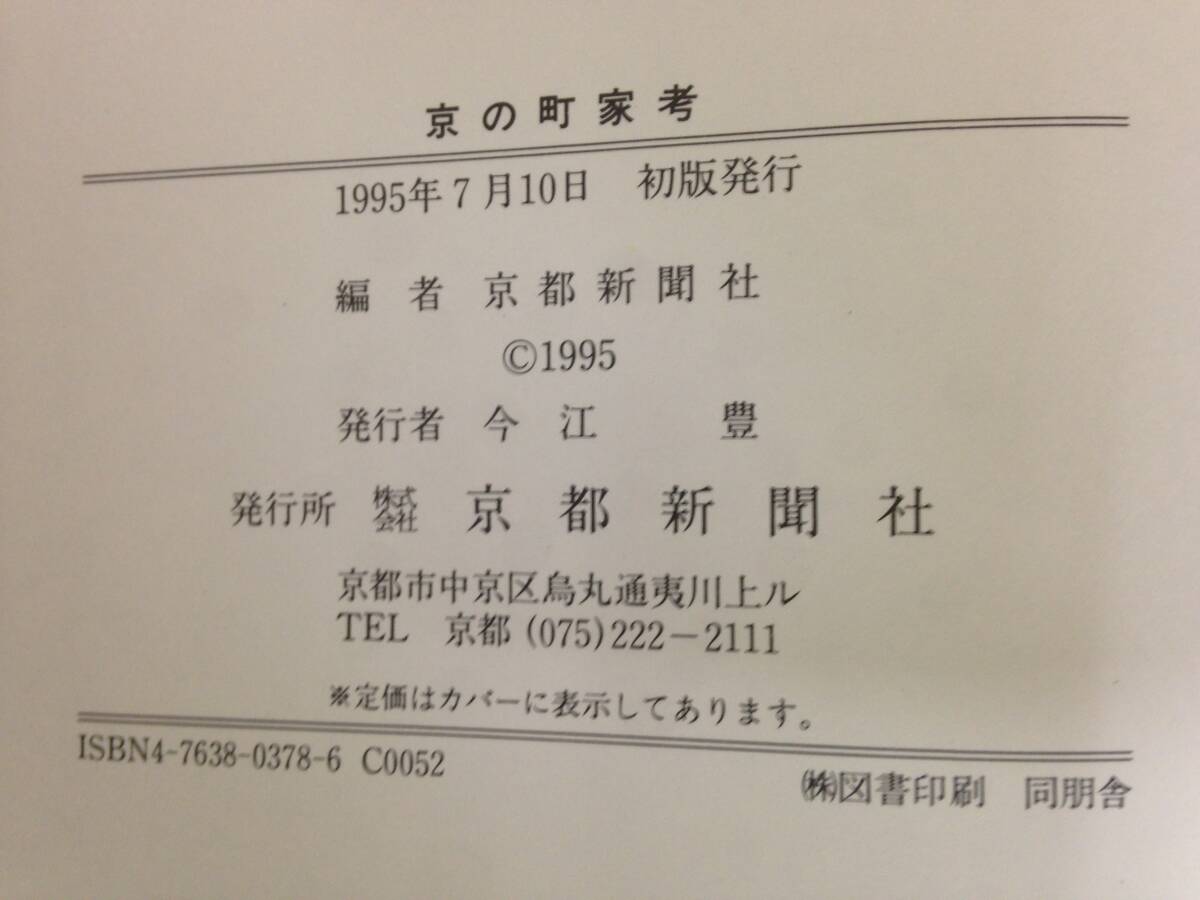 京の町家考
1995年7月10日　初版発行
編　者　京都新聞社
©1995
発行者　今江　豊
発行所　株式会社　京都新聞社
京都市中京区烏丸通夷川上ル
TEL　京都(075)222－2111
※定価はカバーに表示してあります。
ISBN4-7638-0378-6 C0052
㈱図書印刷　同朋舎